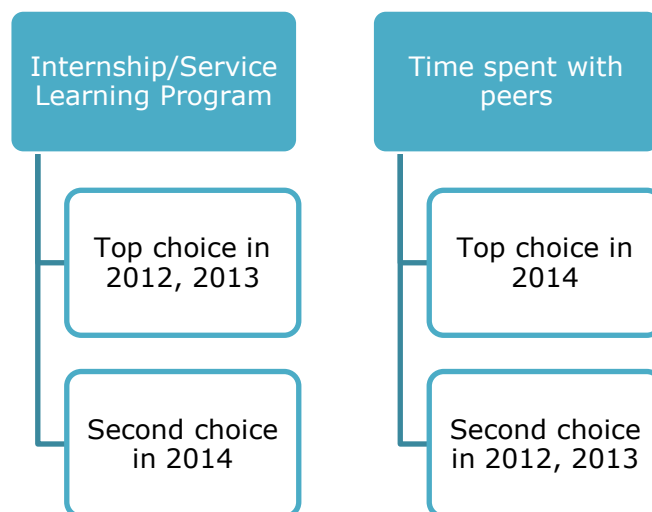 Internship/Service
Learning Program
Top choice in
2012, 2013
Second choice
in 2014
Time spent with
peers
Top choice in
2014
Second choice
in 2012, 2013